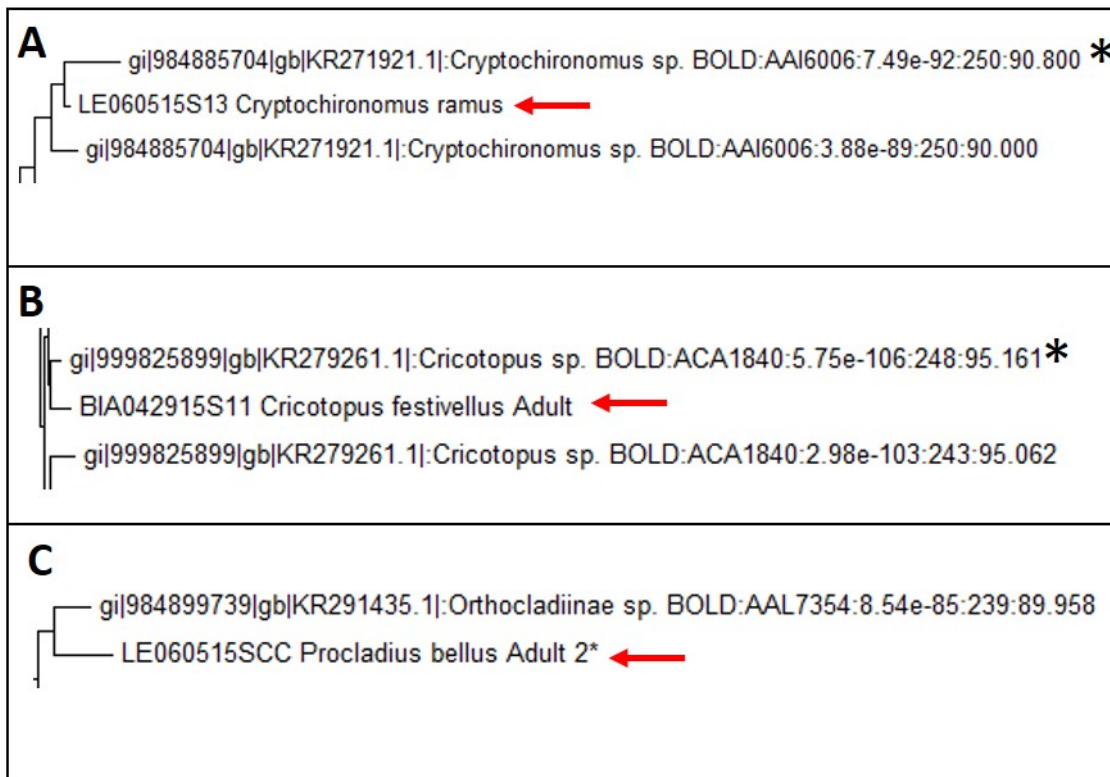 A
gi|984885704|gb|KR271921.1|:Cryptochironomus sp. BOLD:AAI6006:7.49e-92:250:90.800 *
LE060515S13 Cryptochironomus ramus
gi|984885704|gb|KR271921.1|:Cryptochironomus sp. BOLD:AAI6006:3.88e-89:250:90.000
B
gi|999825899|gb|KR279261.1|:Cricotopus sp. BOLD:ACA1840:5.75e-106:248:95.161*
BIA042915S11 Cricotopus festivellus Adult
gi|999825899|gb|KR279261.1|:Cricotopus sp. BOLD:ACA1840:2.98e-103:243:95.062
C
gi|984899739|gb|KR291435.1|:Orthocladiinae sp. BOLD:AAL7354:8.54e-85:239:89.958
LE060515SCC Procladius bellus Adult 2*